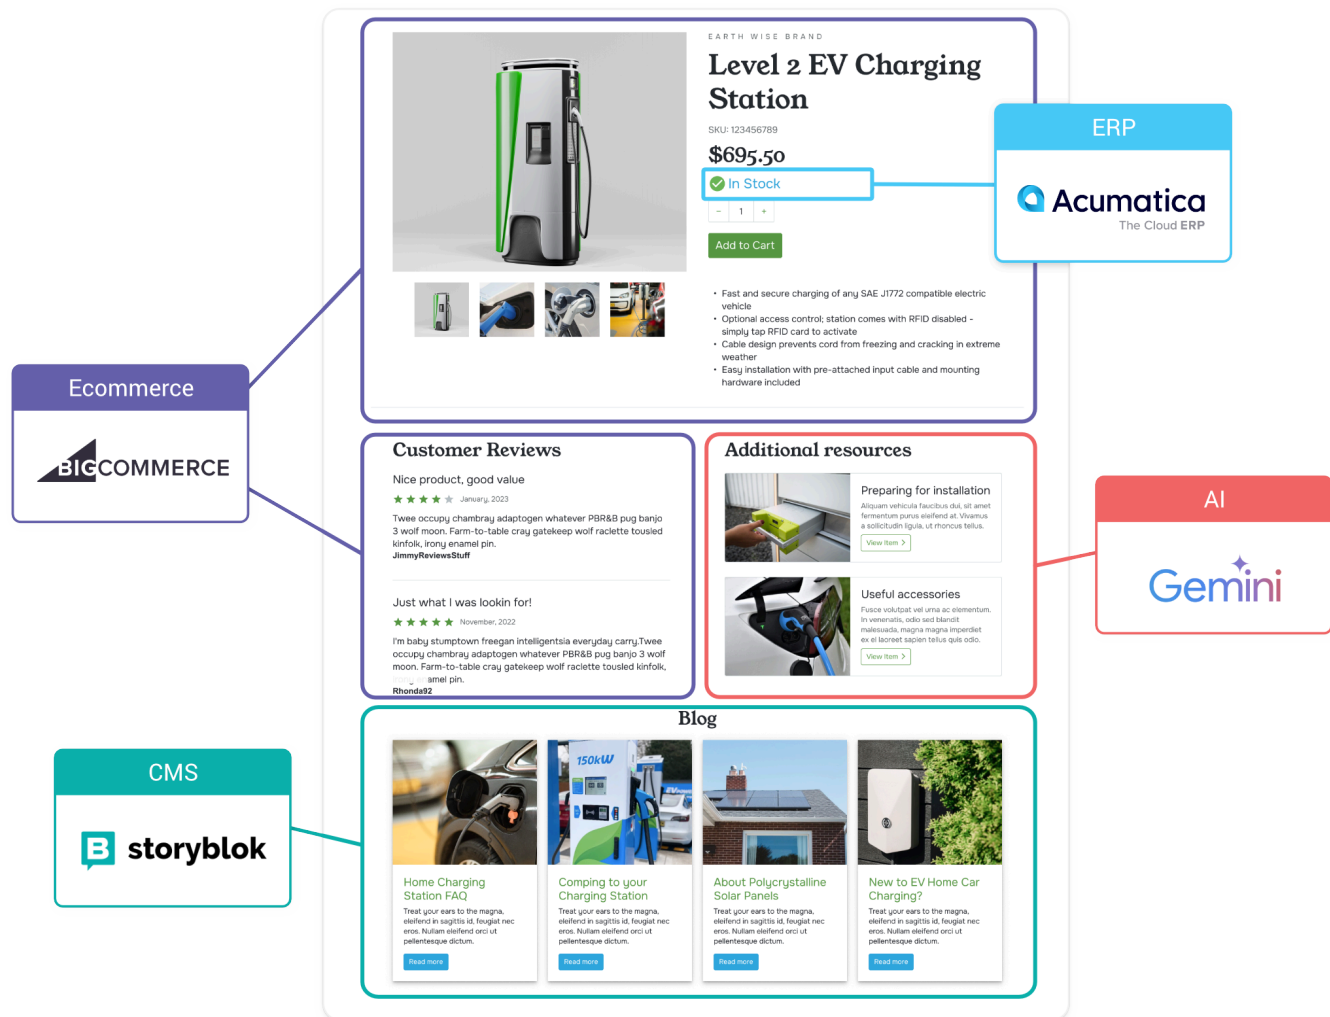 EARTH WISE BRAND
Level 2 EV Charging
Station
SKU: 123456789
$695.50
In Stock
− 1 +
Add to Cart
• Fast and secure charging of any SAE J1772 compatible electric
vehicle
• Optional access control; station comes with RFID disabled -
simply tap RFID card to activate
• Cable design prevents cord from freezing and cracking in extreme
weather
• Easy installation with pre-attached input cable and mounting
hardware included
ERP
Acumatica
The Cloud ERP
Ecommerce
BIGCOMMERCE
Customer Reviews
Nice product, good value
January, 2023
Twee occupy chambray adaptogen whatever PBR&B pug banjo
3 wolf moon. Farm-to-table cray gatekeep wolf raclette tousled
kinfolk, irony enamel pin.
JimmyReviewsStuff
Just what I was lookin for!
November, 2022
I'm baby stumptown freegan intelligentsia everyday carry.Twee
occupy chambray adaptogen whatever PBR&B pug banjo 3 wolf
moon. Farm-to-table cray gatekeep wolf raclette tousled kinfolk,
amel pin.
Rhonda92
Additional resources
Preparing for installation
Aliquam vehicula faucibus dui, sit amet
fermentum purus eleifend at. Vivamus
a sollicitudin ligula, ut rhoncus tellus.
View Item >
Useful accessories
Fusce volutpat vel urna ac elementum.
In venenatis, odio sed blandit
malesuada, magna magna imperdiet
ex el laoreet sapien tellus quis odio.
View Item >
AI
Gemini
CMS
storyblok
Blog
150kW
Home Charging
Station FAQ
Treat your ears to the magna,
eleifend in sagittis id, feugiat nec
eros. Nullam eleifend orci ut
pellentesque dictum.
Read more
Comping to your
Charging Station
Treat your ears to the magna,
eleifend in sagittis id, feugiat nec
eros. Nullam eleifend orci ut
pellentesque dictum.
Read more
About Polycrystalline
Solar Panels
Treat your ears to the magna,
eleifend in sagittis id, feugiat nec
eros. Nullam eleifend orci ut
pellentesque dictum.
Read more
New to EV Home Car
Charging?
Treat your ears to the magna,
eleifend in sagittis id, feugiat nec
eros. Nullam eleifend orci ut
pellentesque dictum.
Read more